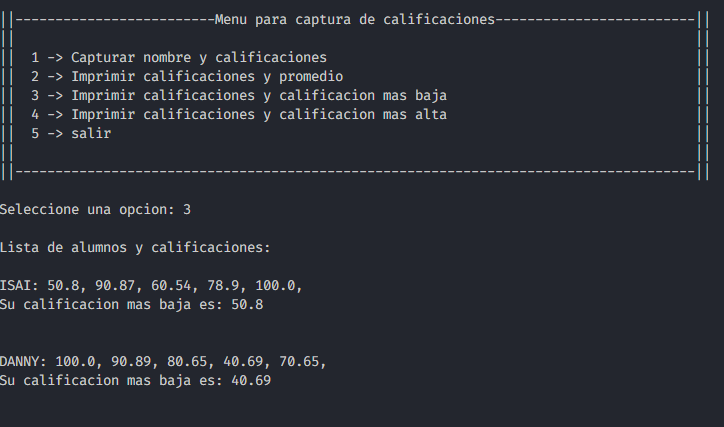 ||-------------------------Menu para captura de calificaciones-------------------------||
||                                                                                     ||
||  1 -> Capturar nombre y calificaciones                                              ||
||  2 -> Imprimir calificaciones y promedio                                            ||
||  3 -> Imprimir calificaciones y calificacion mas baja                               ||
||  4 -> Imprimir calificaciones y calificacion mas alta                               ||
||  5 -> salir                                                                         ||
||                                                                                     ||
||-------------------------------------------------------------------------------------||
Seleccione una opcion: 3
Lista de alumnos y calificaciones:
ISAI: 50.8, 90.87, 60.54, 78.9, 100.0,
Su calificacion mas baja es: 50.8
DANNY: 100.0, 90.89, 80.65, 40.69, 70.65,
Su calificacion mas baja es: 40.69